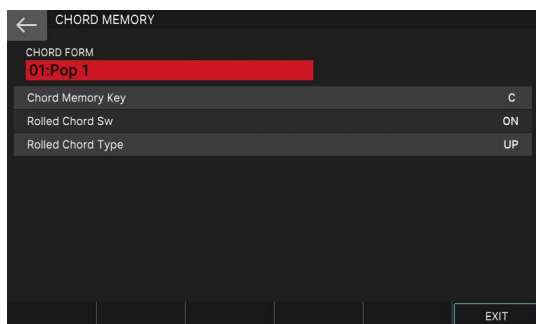 CHORD MEMORY
CHORD FORM
01:Pop 1
Chord Memory Key C
Rolled Chord Sw ON
Rolled Chord Type UP
EXIT